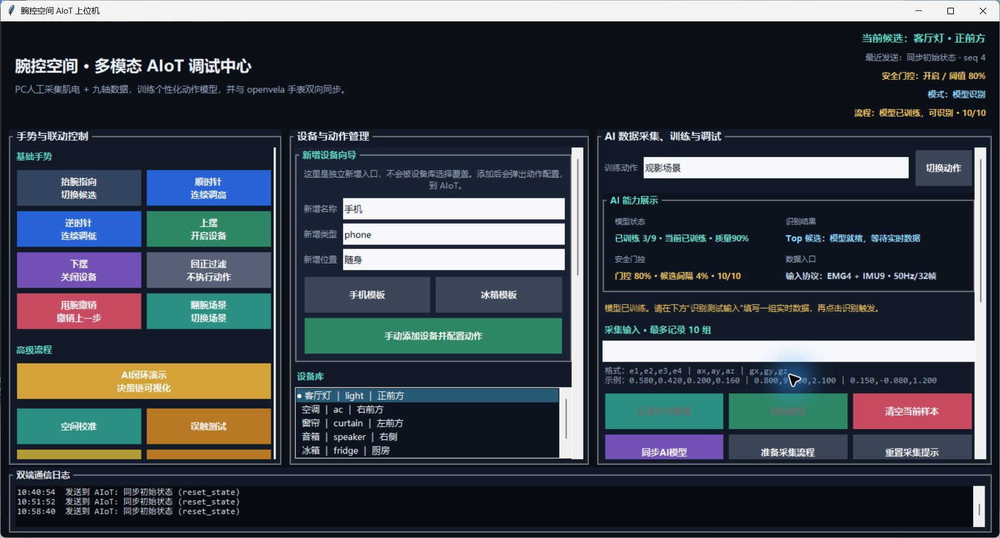 腕控空间 AIoT 上位机
腕控空间 • 多模态 AIoT 调试中心
PC人工采集肌电 + 九轴数据，训练个性化动作模型，并与 openvela 手表双向同步。
当前候选：客厅灯 • 正前方
最近发送：同步初始状态 · seq 4
安全门控：开启 / 阈值 80%
模式：模型识别
流程：模型已训练，可识别 • 10/10
手势与联动控制
基础手势
抬腕指向
切换候选
顺时针
连续调高
逆时针
连续调低
上摆
开启设备
下摆
关闭设备
回正过滤
不执行动作
甩腕撤销
撤销上一步
翻腕场景
切换场景
高级流程
AI闭环演示
决策链可视化
空间校准
误触测试
设备与动作管理
新增设备向导
这里是独立新增入口，不会被设备库选择覆盖。添加后会弹出动作配置，
到 AIoT。
新增名称 手机
新增类型 phone
新增位置 随身
手机模板
冰箱模板
手动添加设备并配置动作
设备库
● 客厅灯 | light | 正前方
空调 | ac | 右前方
窗帘 | curtain | 左前方
音箱 | speaker | 右侧
冰箱 | fridge | 厨房
AI 数据采集、训练与调试
训练动作 观影场景 切换动作
AI 能力展示
模型状态
已训练 3/9 • 当前已训练 • 质量90%
识别结果
Top 候选：模型就绪，等待实时数据
安全门控
门控 80% • 候选间隔 4% • 10/10
数据入口
输入协议：EMG4 + IMU9 • 50Hz/32帧
模型已训练。请在下方“识别测试输入”填写一组实时数据，再点击识别触发。
采集输入 • 最多记录 10 组
格式：e1,e2,e3,e4 | ax,ay,az | gx,gy,gz
示例：0.580,0.420,0.200,0.160 | 0.800,9 00,2.100 | 0.150,-0.080,1.200
记录本次数据
训练模型
清空当前样本
同步AI模型
准备采集流程
重置采集提示
双端通信日志
10:40:54 发送到 AIoT: 同步初始状态 (reset_state)
10:51:52 发送到 AIoT: 同步初始状态 (reset_state)
10:58:40 发送到 AIoT: 同步初始状态 (reset_state)